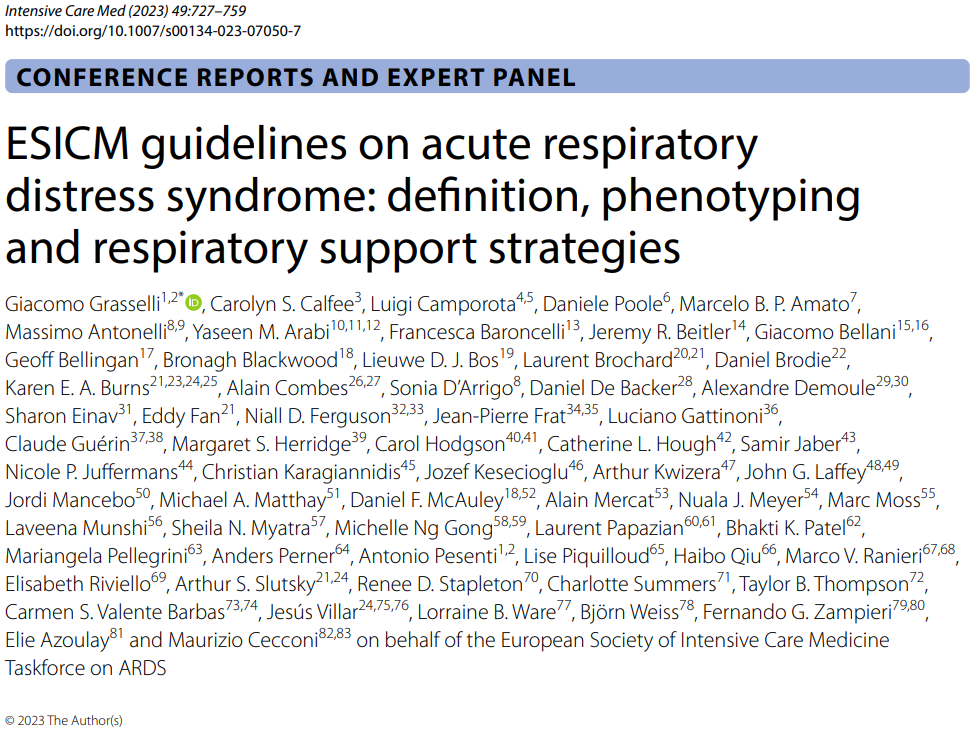 Intensive Care Med (2023) 49:727–759
https://doi.org/10.1007/s00134-023-07050-7
CONFERENCE REPORTS AND EXPERT PANEL
ESICM guidelines on acute respiratory
distress syndrome: definition, phenotyping
and respiratory support strategies
Giacomo Grasselli1,2* iD, Carolyn S. Calfee3, Luigi Camporota4,5, Daniele Poole6, Marcelo B. P. Amato7,
Massimo Antonelli8,9, Yaseen M. Arabi10,11,12, Francesca Baroncelli13, Jeremy R. Beitler14, Giacomo Bellani15,16,
Geoff Bellingan17, Bronagh Blackwood18, Lieuwe D. J. Bos19, Laurent Brochard20,21, Daniel Brodie22,
Karen E. A. Burns21,23,24,25, Alain Combes26,27, Sonia D’Arrigo8, Daniel De Backer28, Alexandre Demoule29,30,
Sharon Einav31, Eddy Fan21, Niall D. Ferguson32,33, Jean-Pierre Frat34,35, Luciano Gattinoni36,
Claude Guérin37,38, Margaret S. Herridge39, Carol Hodgson40,41, Catherine L. Hough42, Samir Jaber43,
Nicole P. Juffermans44, Christian Karagiannidis45, Jozef Kesecioglu46, Arthur Kwizera47, John G. Laffey48,49,
Jordi Mancebo50, Michael A. Matthay51, Daniel F. McAuley18,52, Alain Mercat53, Nuala J. Meyer54, Marc Moss55,
Laveena Munshi56, Sheila N. Myatra57, Michelle Ng Gong58,59, Laurent Papazian60,61, Bhakti K. Patel62,
Mariangela Pellegrini63, Anders Perner64, Antonio Pesenti1,2, Lise Piquilloud65, Haibo Qiu66, Marco V. Ranieri67,68,
Elisabeth Riviello69, Arthur S. Slutsky21,24, Renee D. Stapleton70, Charlotte Summers71, Taylor B. Thompson72,
Carmen S. Valente Barbas73,74, Jesús Villar24,75,76, Lorraine B. Ware77, Björn Weiss78, Fernando G. Zampieri79,80,
Elie Azoulay81 and Maurizio Cecconi82,83 on behalf of the European Society of Intensive Care Medicine
Taskforce on ARDS
© 2023 The Author(s)